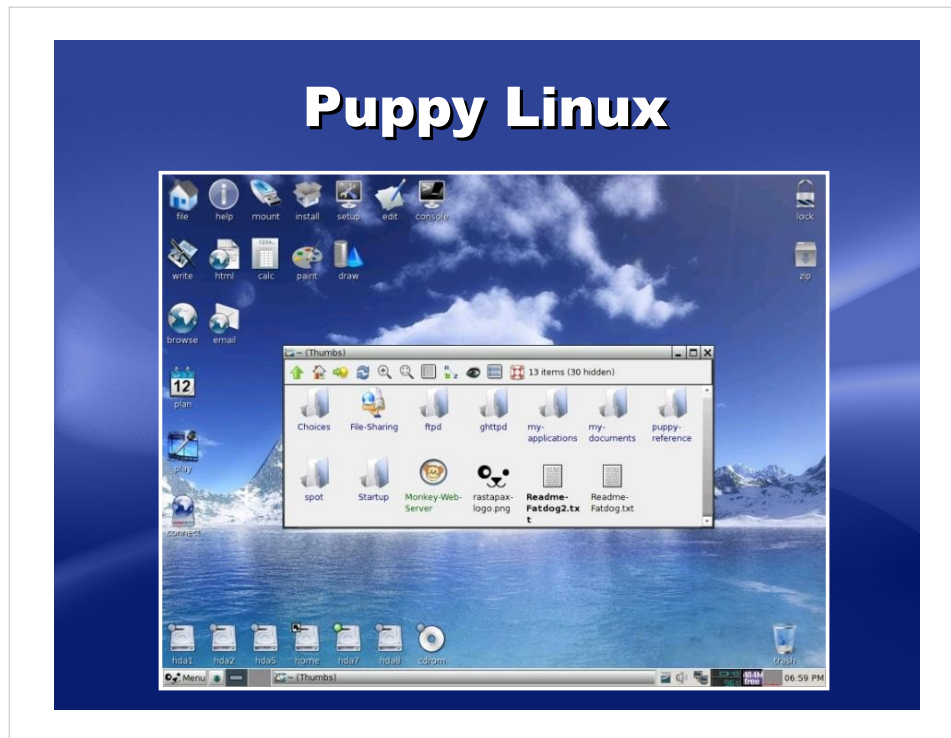 Puppy Linux
file help mount install setup edit console lock
write html calc paint draw zip
browse email
~ (Thumbs)
13 items (30 hidden)
12
plan
Choices File-Sharing ftpd ghttpd my-applications my-documents puppy-reference
play
spot Startup Monkey-Web-Server rastapax-logo.png Readme-Fatdog2.txt Readme-Fatdog.txt
connect
hda1 hda2 hda5 home hda7 hda8 cdrom trash
Menu ~ (Thumbs) 484M free 06:59 PM